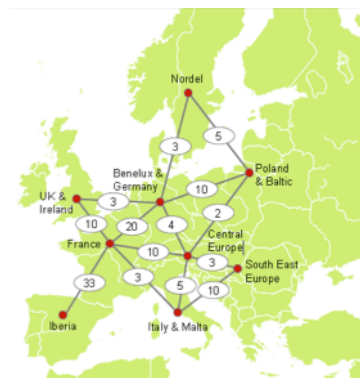 Nordel
5
3
Benelux &
Germany
10
Poland
& Baltic
UK &
Ireland
3
2
10
20
4
Central
Europe
France
10
3
South East
Europe
33
3
5
10
Iberia
Italy & Malta